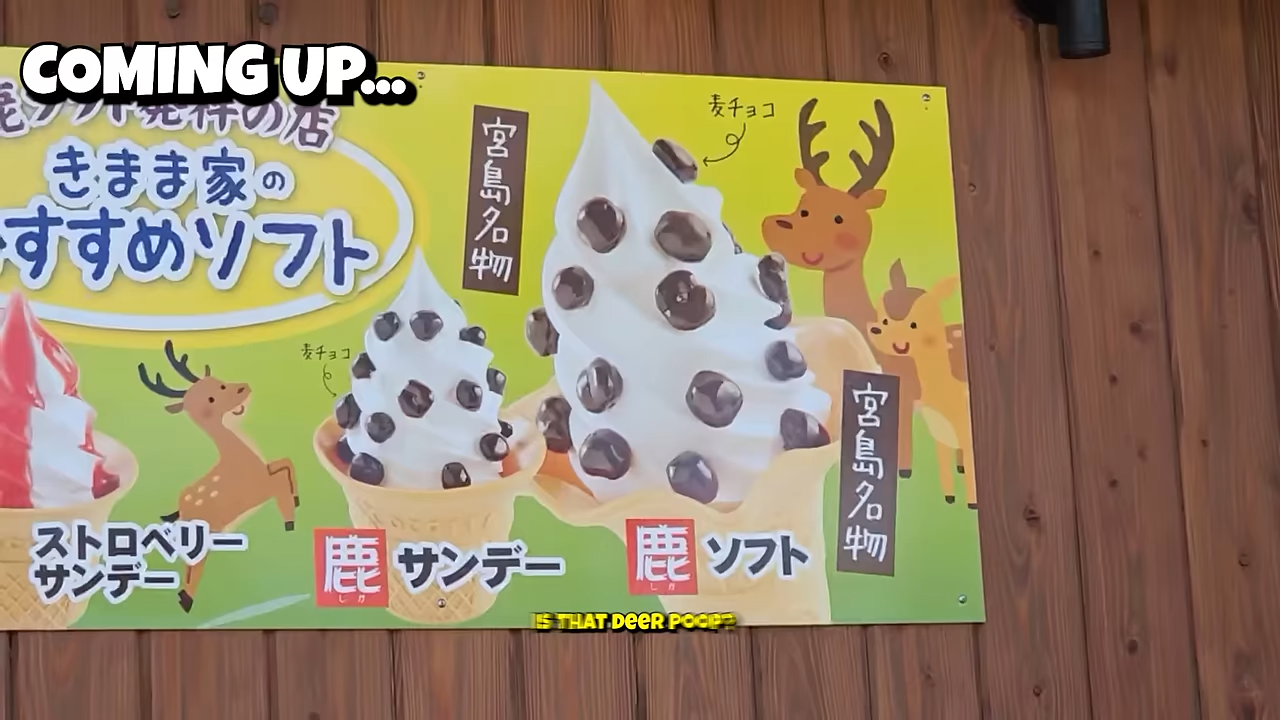 COMING UP...
鹿ソフト発祥の店
きまま家の
おすすめソフト
宮島名物
麦チョコ
麦チョコ
宮島名物
ストロベリー
サンデー
鹿 サンデー
しか
鹿 ソフト
しか
IS THAT DEER POOP?